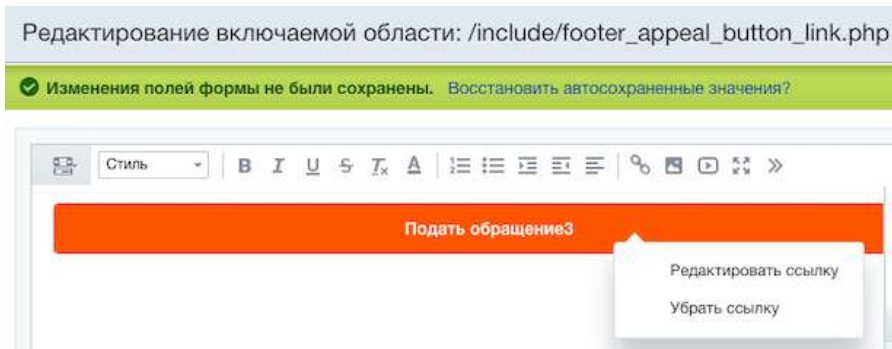 Редактирование включаемой области: /include/footer_appeal_button_link.php
Изменения полей формы не были сохранены. Восстановить автосохраненные значения?
Стиль B I U S Tx A
Подать обращение3
Редактировать ссылку
Убрать ссылку